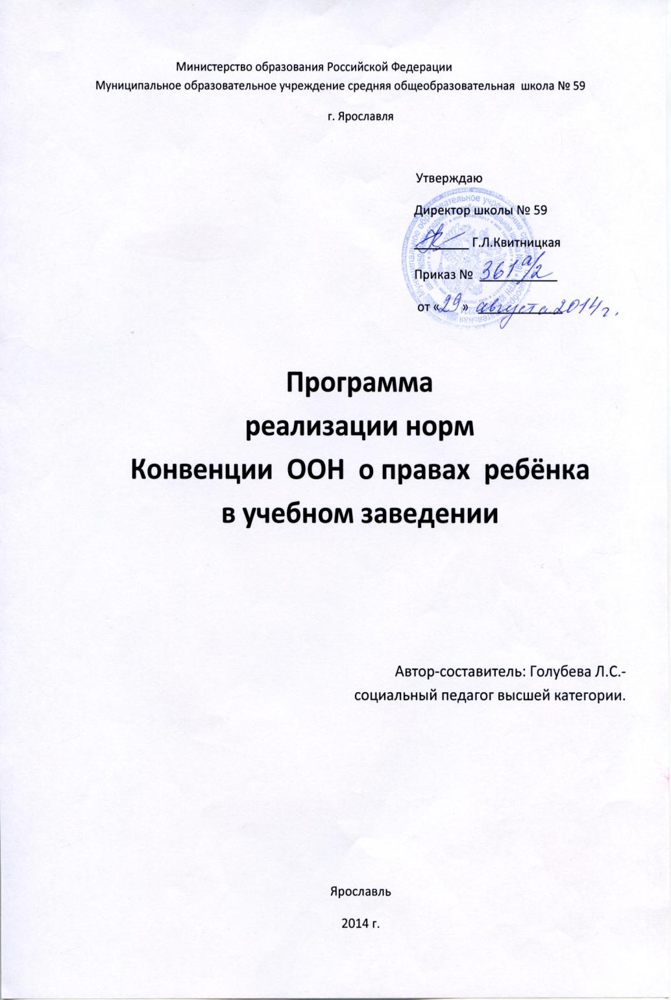 Министерство образования Российской Федерации
Муниципальное образовательное учреждение средняя общеобразовательная школа № 59
г. Ярославля
Утверждаю
Директор школы № 59
Г.Л.Квитницкая
Приказ № 361 а/2
от «29» августа 2014 г.
Программа
реализации норм
Конвенции ООН о правах ребёнка
в учебном заведении
Автор-составитель: Голубева Л.С.-
социальный педагог высшей категории.
Ярославль
2014 г.